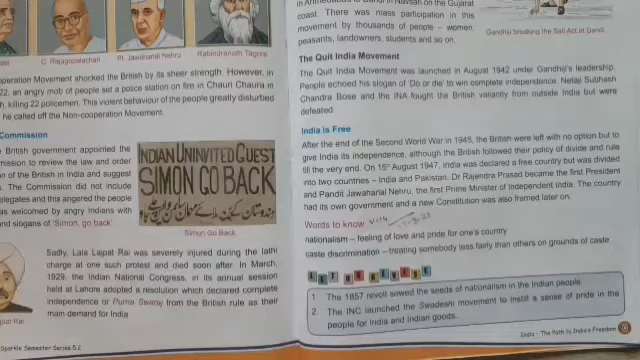 C. Rajagopalachari
Pt. Jawaharlal Nehru
Rabindranath Tagore
operation Movement shocked the British by its sheer strength. However, in
22, an angry mob of people set a police station on fire in Chauri Chaura in
killing 22 policemen. This violent behaviour of the people greatly disturbed
he called off the Non-cooperation Movement.
Commission
British government appointed the
mission to review the law and order
n of the British in India and suggest
The Commission did not include
elegates and this angered the people
as welcomed by angry Indians with
and slogans of 'Simon, go back'
INDIAN UNINVITED GUEST
SIMON GO BACK
Simon Go Back
Sadly, Lala Lajpat Rai was severely injured during the lathi
charge at one such protest and died soon after. In March,
1929, the Indian National Congress, in its annual session
held at Lahore adopted a resolution which declared complete
independence or Purna Swaraj from the British rule as their
main demand for India
pat Rai
Sparkle Semester Series 5.2
on the Gujarat
coast. There was mass participation in this
movement by thousands of people – women,
peasants, landowners, students and so on.
Gandhiji breaking the Salt Act at Dandi
The Quit India Movement
The Quit India Movement was launched in August 1942 under Gandhiji's leadership.
People echoed his slogan of 'Do or die' to win complete independence. Netaji Subhash
Chandra Bose and the INA fought the British valiantly from outside India but were
defeated
India is Free
After the end of the Second World War in 1945, the British were left with no option but to
give India its independence, although the British followed their policy of divide and rule
till the very end. On 15th August 1947, India was declared a free country but was divided
into two countries – India and Pakistan. Dr Rajendra Prasad became the first President
and Pandit Jawaharlal Nehru, the first Prime Minister of Independent India. The country
had its own government and a new Constitution was also framed later on.
Words to know
nationalism – feeling of love and pride for one's country
caste discrimination – treating somebody less fairly than others on grounds of caste
LET US REVISE
1. The 1857 revolt sowed the seeds of nationalism in the Indian people.
2. The INC launched the Swadeshi movement to instill a sense of pride in the
people for India and Indian goods.
India - The Path to India's Freedom